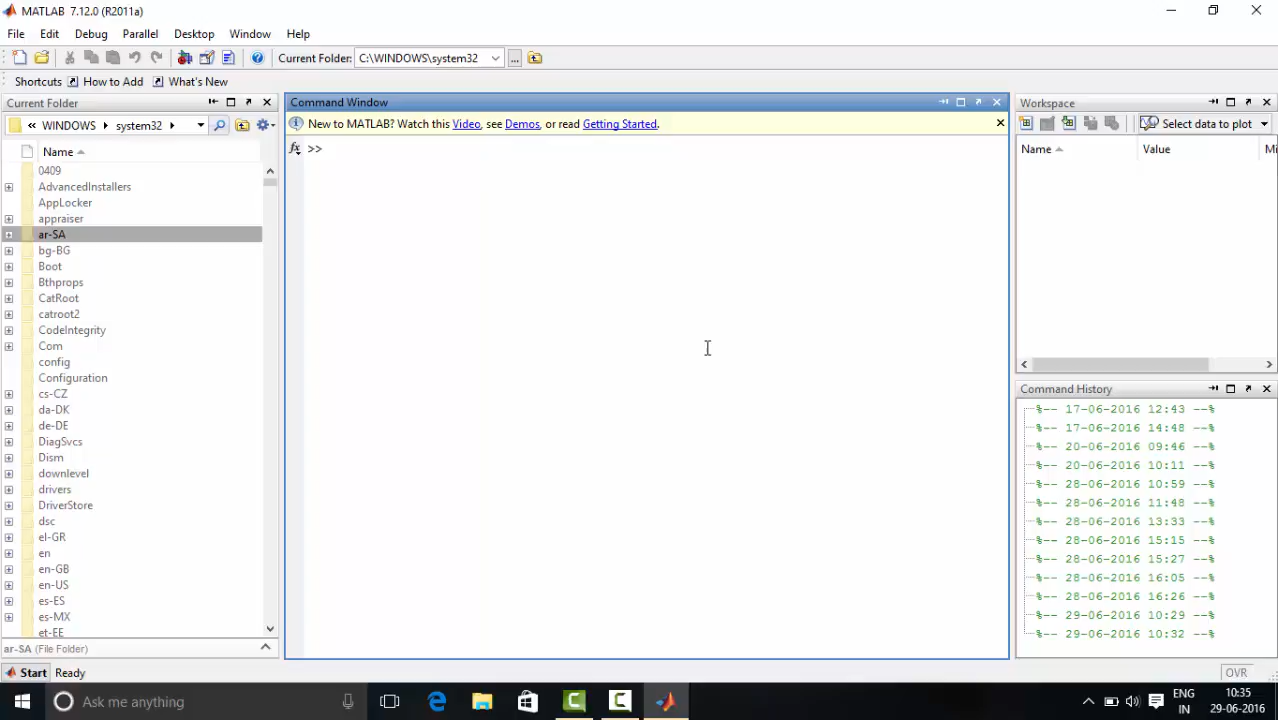 MATLAB 7.12.0 (R2011a)
File Edit Debug Parallel Desktop Window Help
Current Folder: C:\WINDOWS\system32 ...
Shortcuts How to Add What's New
Current Folder
« WINDOWS system32
Name
0409
AdvancedInstallers
AppLocker
appraiser
ar-SA
bg-BG
Boot
Bthprops
CatRoot
catroot2
CodeIntegrity
Com
config
Configuration
cs-CZ
da-DK
de-DE
DiagSvcs
Dism
downlevel
drivers
DriverStore
dsc
el-GR
en
en-GB
en-US
es-ES
es-MX
et-EE
ar-SA (File Folder)
Command Window
New to MATLAB? Watch this Video, see Demos, or read Getting Started.
fx >>
Workspace
Select data to plot
Name Value Mi
Command History
%-- 17-06-2016 12:43 --%
%-- 17-06-2016 14:48 --%
%-- 20-06-2016 09:46 --%
%-- 20-06-2016 10:11 --%
%-- 28-06-2016 10:59 --%
%-- 28-06-2016 11:48 --%
%-- 28-06-2016 13:33 --%
%-- 28-06-2016 15:15 --%
%-- 28-06-2016 15:27 --%
%-- 28-06-2016 16:05 --%
%-- 28-06-2016 16:26 --%
%-- 29-06-2016 10:29 --%
%-- 29-06-2016 10:32 --%
Start Ready OVR
Ask me anything
ENG
IN
10:35
29-06-2016